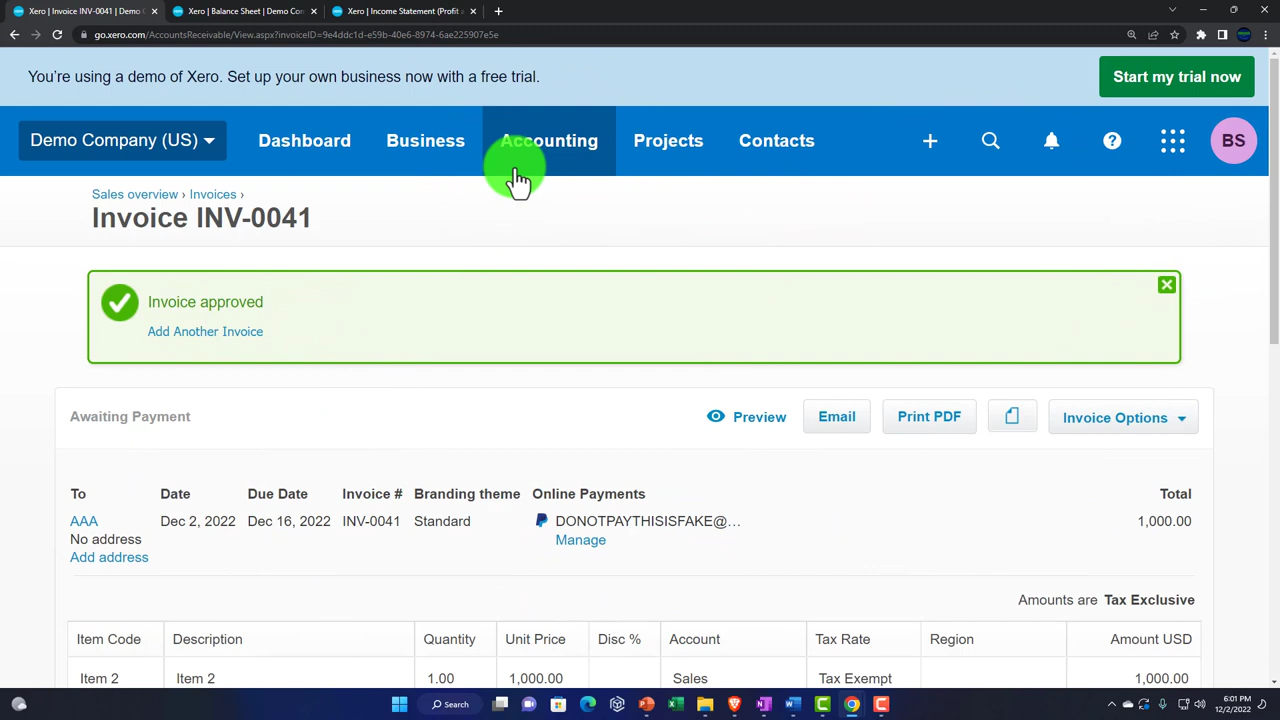 Xero | Invoice INV-0041 | Demo C
Xero | Balance Sheet | Demo Com
Xero | Income Statement (Profit a
go.xero.com/AccountsReceivable/View.aspx?invoiceID=9e4ddc1d-e59b-40e6-8974-6ae225907e5e
You're using a demo of Xero. Set up your own business now with a free trial.
Start my trial now
Demo Company (US)
Dashboard
Business
Accounting
Projects
Contacts
BS
Sales overview › Invoices ›
Invoice INV-0041
Invoice approved
Add Another Invoice
Awaiting Payment
Preview
Email
Print PDF
Invoice Options
To Date Due Date Invoice # Branding theme Online Payments Total
AAA Dec 2, 2022 Dec 16, 2022 INV-0041 Standard DONOTPAYTHISISFAKE@... 1,000.00
No address Manage
Add address
Amounts are Tax Exclusive
Item Code Description Quantity Unit Price Disc % Account Tax Rate Region Amount USD
Item 2 Item 2 1.00 1,000.00 Sales Tax Exempt 1,000.00
Search
6:01 PM
12/2/2022